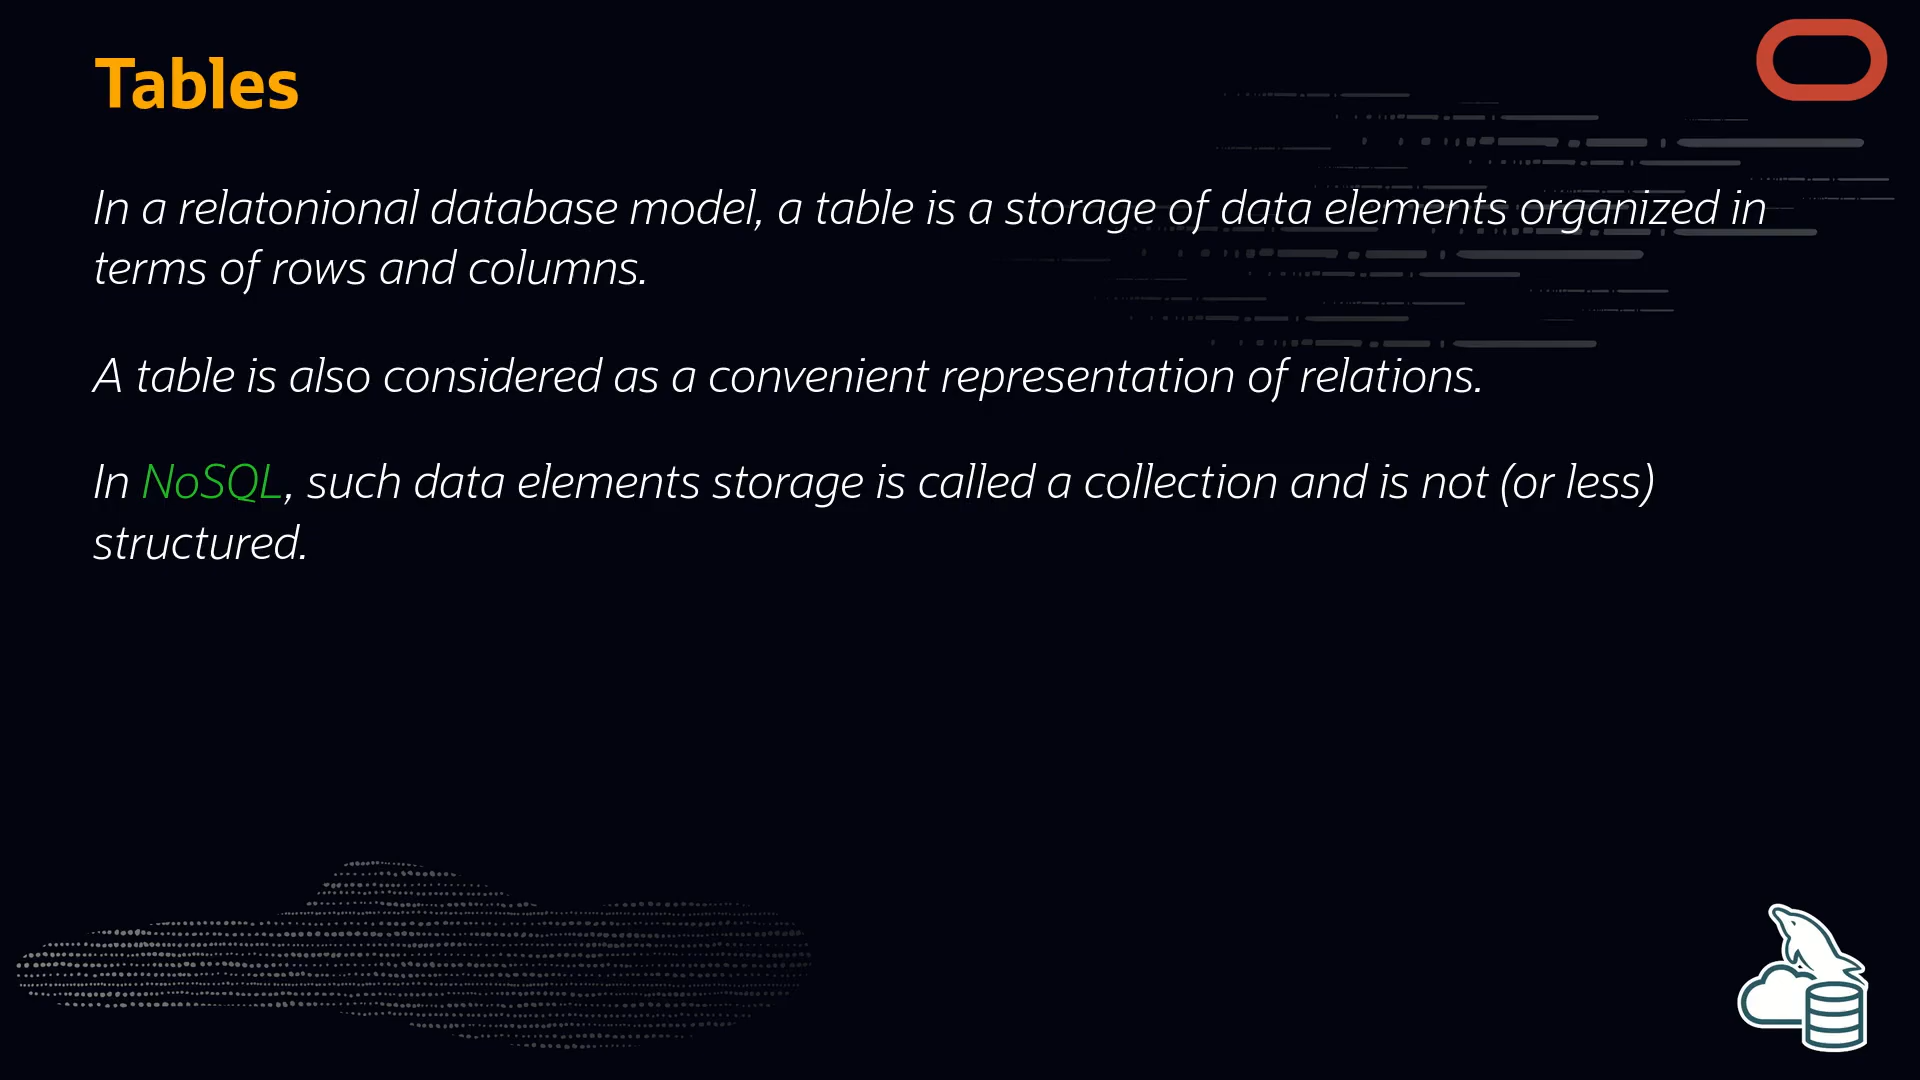 Tables
In a relatonional database model, a table is a storage of data elements organized in
terms of rows and columns.
A table is also considered as a convenient representation of relations.
In NoSQL, such data elements storage is called a collection and is not (or less)
structured.